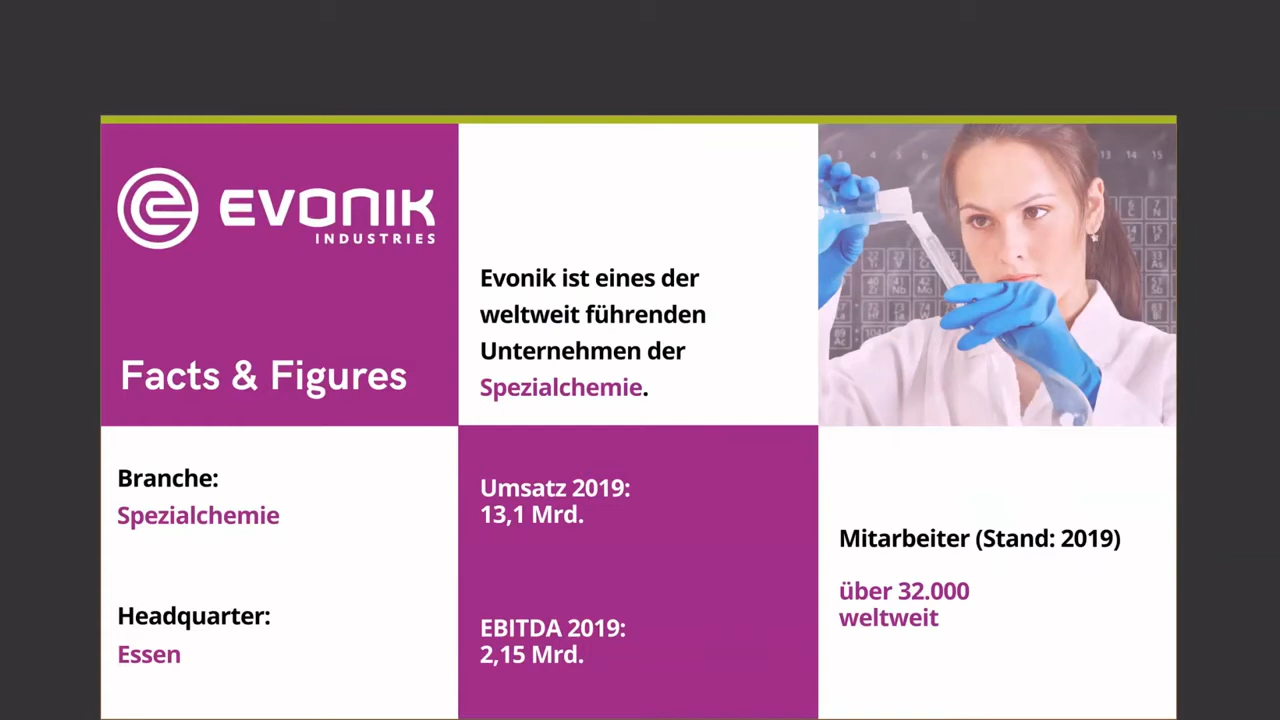 EVONIK
INDUSTRIES
Facts & Figures
Evonik ist eines der
weltweit führenden
Unternehmen der
Spezialchemie.
Branche:
Spezialchemie
Headquarter:
Essen
Umsatz 2019:
13,1 Mrd.
EBITDA 2019:
2,15 Mrd.
Mitarbeiter (Stand: 2019)
über 32.000
weltweit